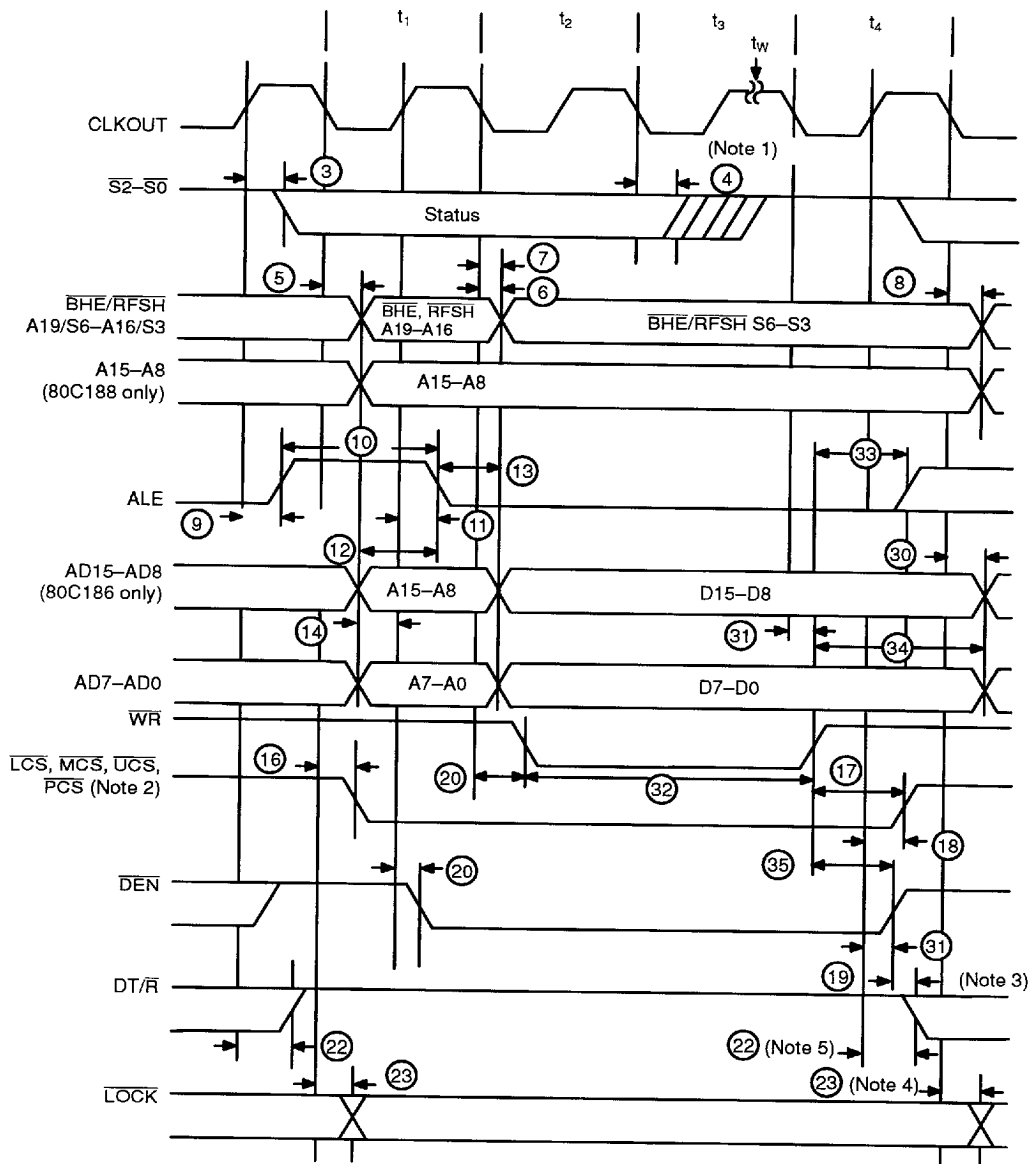 t1 t2 t3 t4
tW
CLKOUT
(Note 1)
3 4
S2–S0
Status
7
5 6 8
BHE/RFSH
A19/S6–A16/S3
BHE, RFSH
A19–A16
BHE/RFSH S6–S3
A15–A8
(80C188 only)
A15–A8
10 33
13
ALE
9 11
12 30
AD15–AD8
(80C186 only)
A15–A8
D15–D8
14 31
34
AD7–AD0
A7–A0
D7–D0
WR
LCS, MCS, UCS,
PCS (Note 2)
16 20 32 17
18
20 35
DEN
31
19 (Note 3)
DT/R
22 22 (Note 5)
23 23 (Note 4)
LOCK